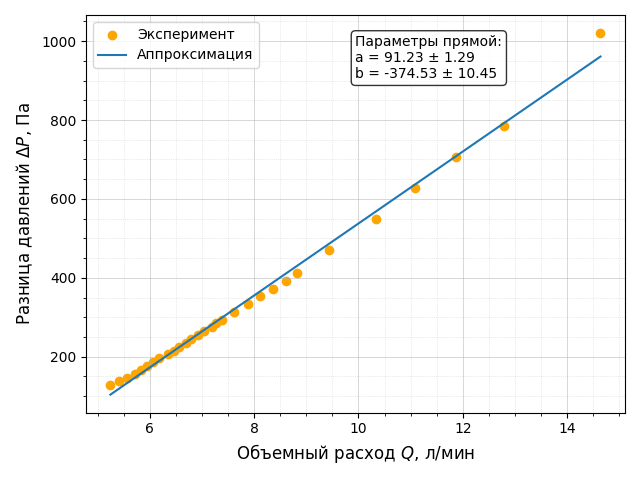 Эксперимент
Аппроксимация
Параметры прямой:
a = 91.23 ± 1.29
b = -374.53 ± 10.45
Разница давлений ΔP, Па
1000
800
600
400
200
6 8 10 12 14
Объемный расход Q, л/мин